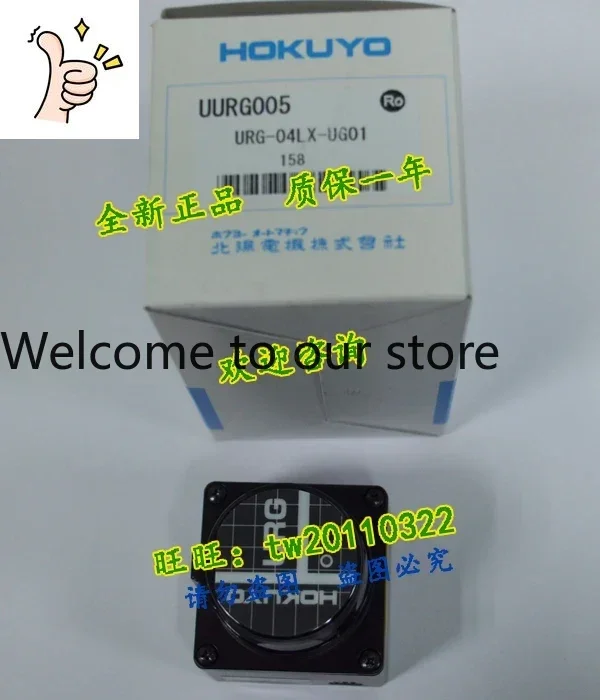 HOKUYO
UURG005 Ro
URG-04LX-UG01
158
全新正品 质保一年
ホクヨー オートマチック
北陽電機株式會社
Welcome to our store
欢迎咨询
URG
旺旺：tw20110322
HOKUYO
请勿盗图 盗图必究